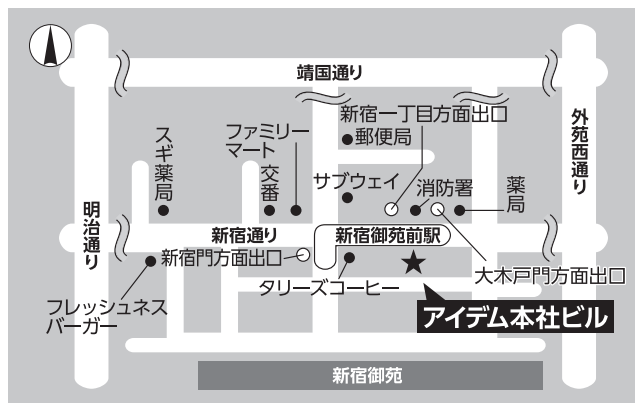 靖国通り
新宿一丁目方面出口
郵便局
外苑西通り
スギ薬局
ファミリー
マート
交番
サブウェイ
消防署
薬局
明治通り
新宿通り
新宿御苑前駅
新宿門方面出口
大木戸門方面出口
タリーズコーヒー
フレッシュネス
バーガー
アイデム本社ビル
新宿御苑